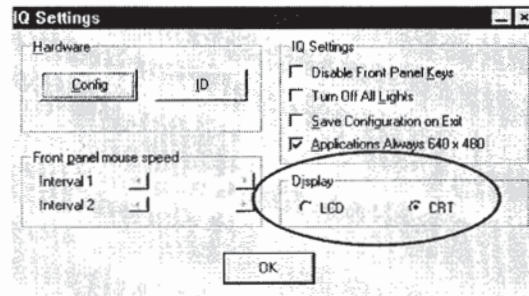 IQ Settings
Hardware
Config
ID
Front panel mouse speed
Interval 1
Interval 2
IQ Settings
Disable Front Panel Keys
Turn Off All Lights
Save Configuration on Exit
Applications Always 640 x 480
Display
LCD
CRT
OK